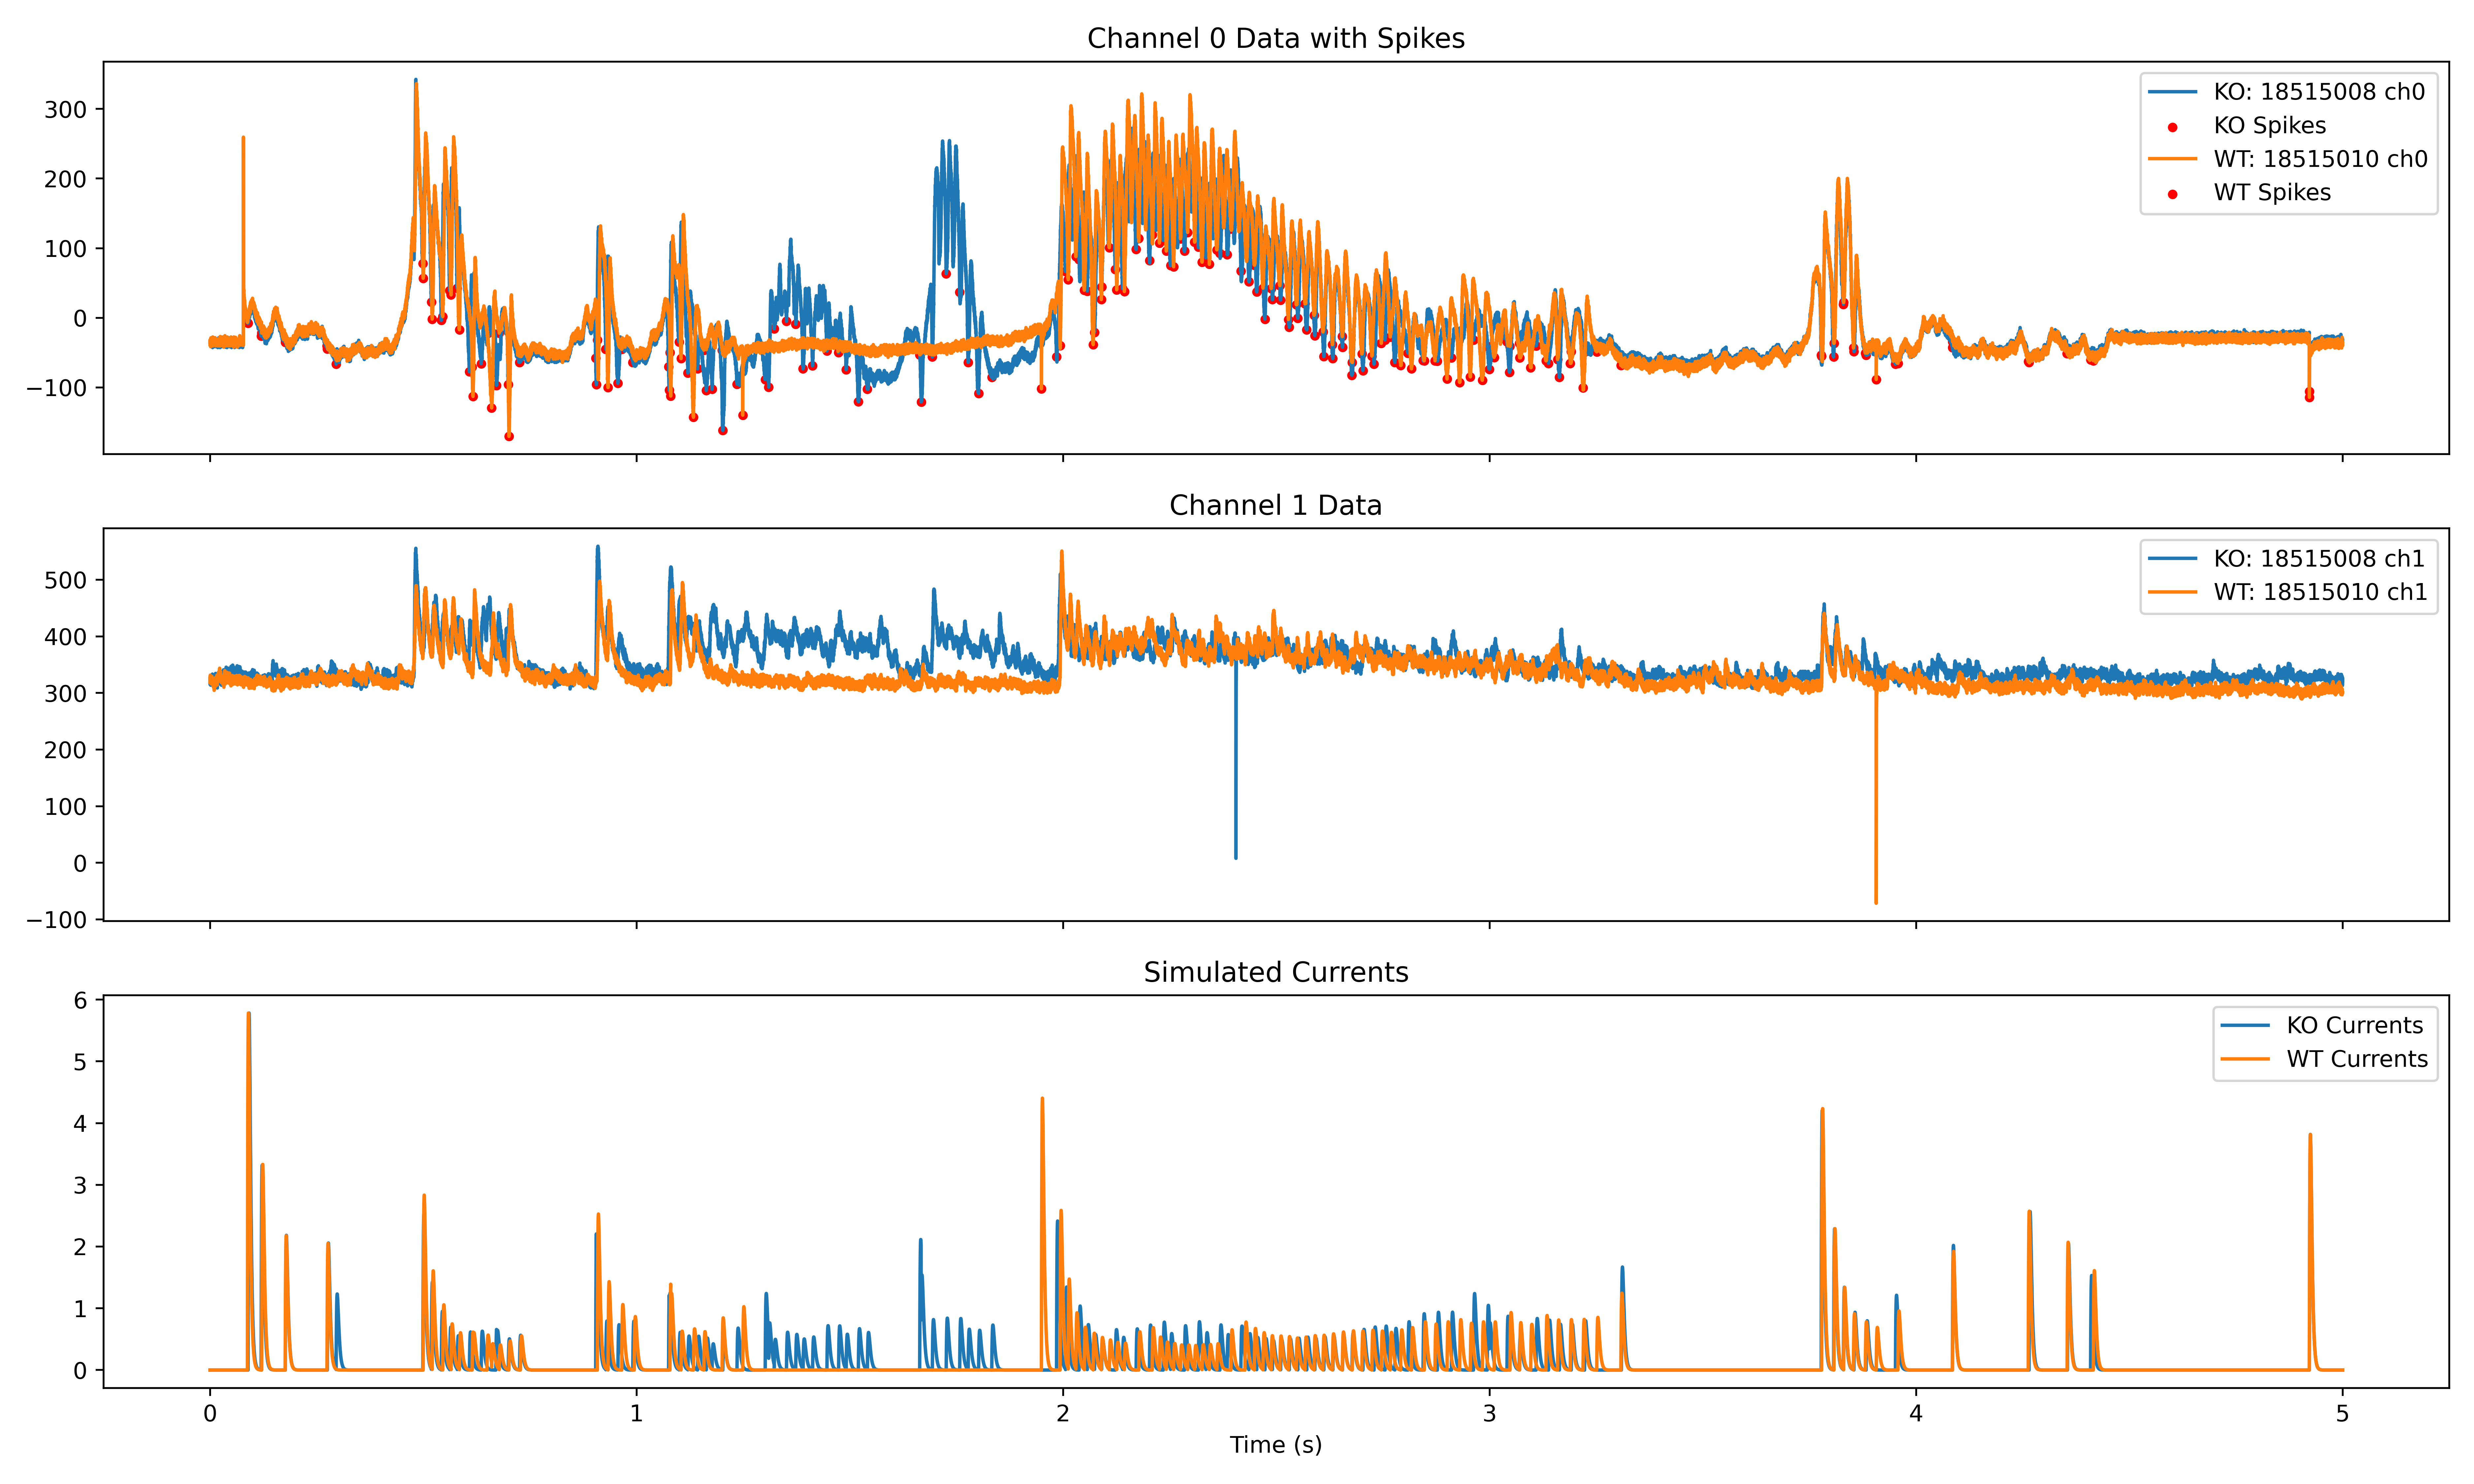 Channel 0 Data with Spikes
300
200
100
0
−100
KO: 18515008 ch0
KO Spikes
WT: 18515010 ch0
WT Spikes
Channel 1 Data
500
400
300
200
100
0
−100
KO: 18515008 ch1
WT: 18515010 ch1
Simulated Currents
6
5
4
3
2
1
0
KO Currents
WT Currents
0 1 2 3 4 5
Time (s)